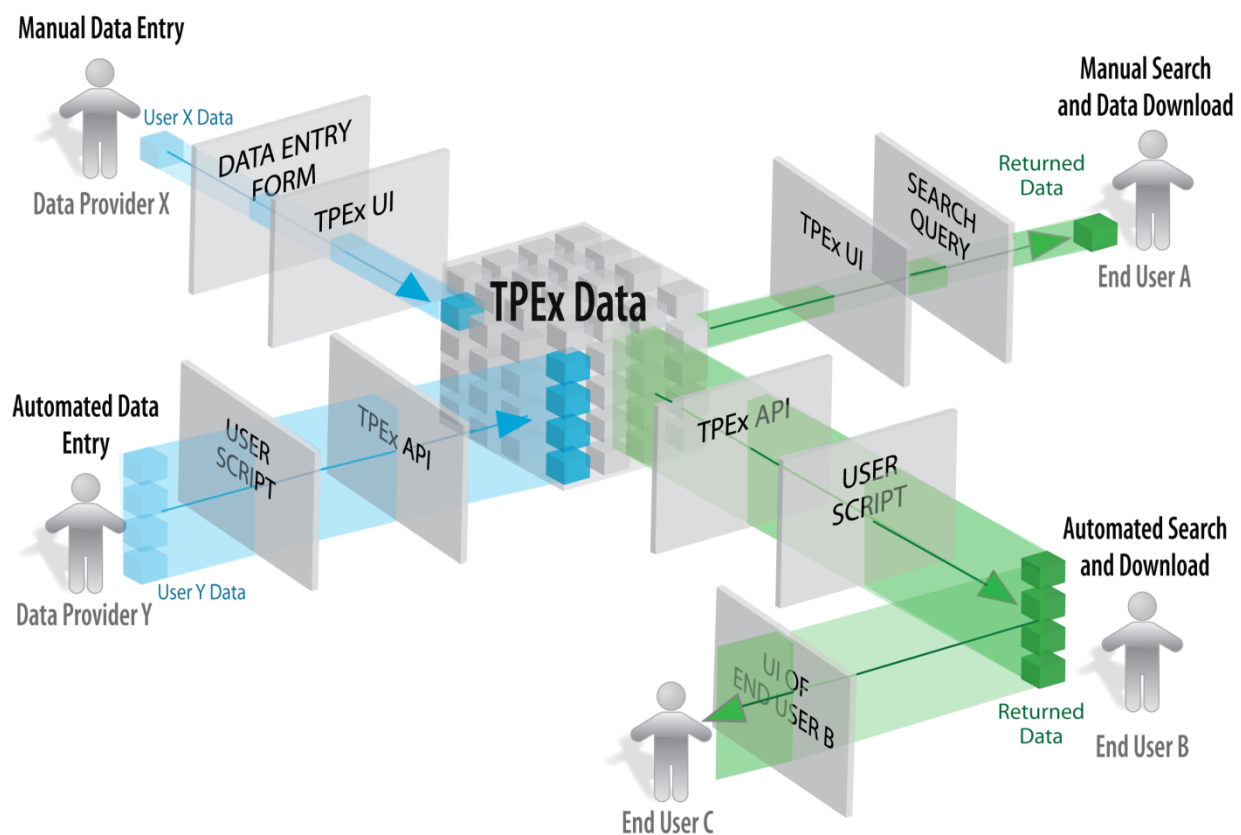 Manual Data Entry
User X Data
Data Provider X
DATA ENTRY
FORM
TPEx UI
TPEx Data
Manual Search
and Data Download
Returned
Data
End User A
SEARCH
QUERY
TPEx UI
Automated Data
Entry
USER
SCRIPT
TPEx API
User Y Data
Data Provider Y
TPEx API
USER
SCRIPT
Automated Search
and Download
Returned
Data
End User B
UI OF
END USER B
End User C